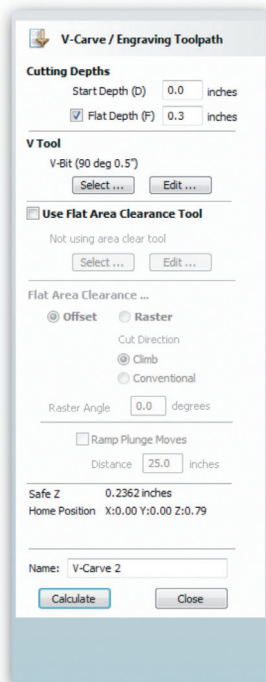 V-Carve / Engraving Toolpath
Cutting Depths
Start Depth (D) 0.0 inches
Flat Depth (F) 0.3 inches
V Tool
V-Bit (90 deg 0.5")
Select ... Edit ...
Use Flat Area Clearance Tool
Not using area clear tool
Select ... Edit ...
Flat Area Clearance ...
Offset Raster
Cut Direction
Climb
Conventional
Raster Angle 0.0 degrees
Ramp Plunge Moves
Distance 25.0 inches
Safe Z 0.2362 inches
Home Position X:0.00 Y:0.00 Z:0.79
Name: V-Carve 2
Calculate Close